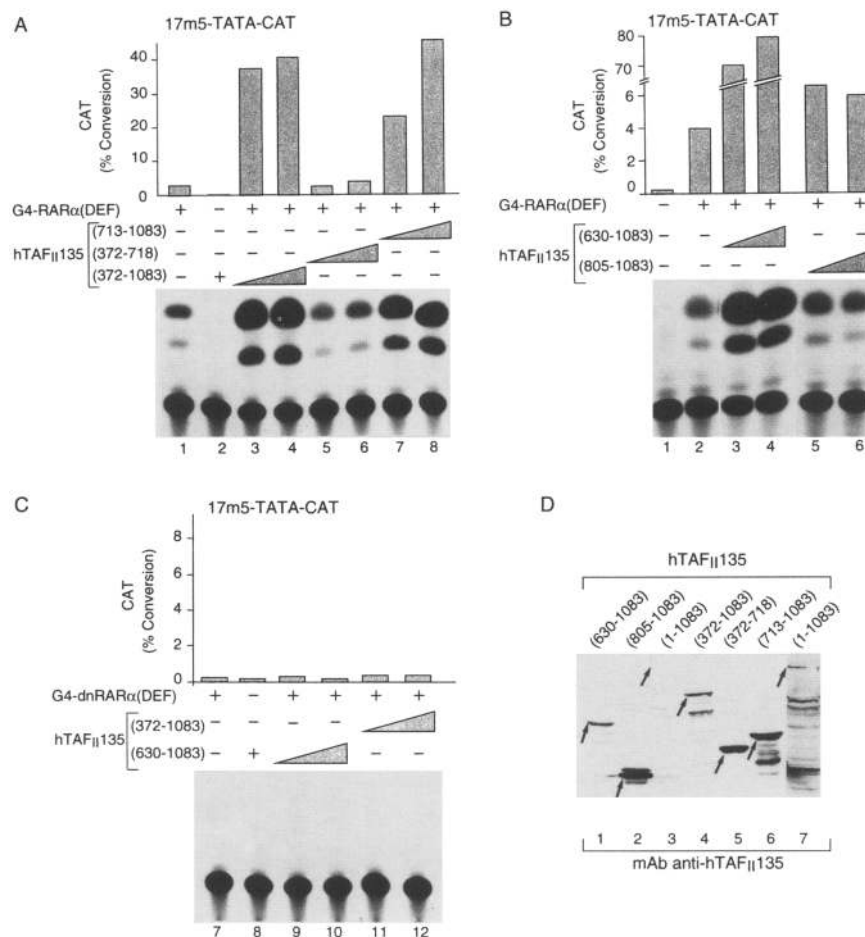 A
17m5-TATA-CAT
CAT
(% Conversion)
40
30
20
10
0
G4-RARα(DEF) + − + + + + + +
hTAFII135
(713-1083) − − − − − −
(372-718) − − − − − −
(372-1083) − + − − − −
1 2 3 4 5 6 7 8
B
17m5-TATA-CAT
CAT
(% Conversion)
80
70
6
4
2
0
G4-RARα(DEF) − + + + + +
hTAFII135
(630-1083) − − − −
(805-1083) − − − −
1 2 3 4 5 6
C
17m5-TATA-CAT
CAT
(% Conversion)
8
6
4
2
0
G4-dnRARα(DEF) + − + + + +
hTAFII135
(372-1083) − − − −
(630-1083) − + − −
7 8 9 10 11 12
D
hTAFII135
(630-1083)
(805-1083)
(1-1083)
(372-1083)
(372-718)
(713-1083)
(1-1083)
1 2 3 4 5 6 7
mAb anti-hTAFII135